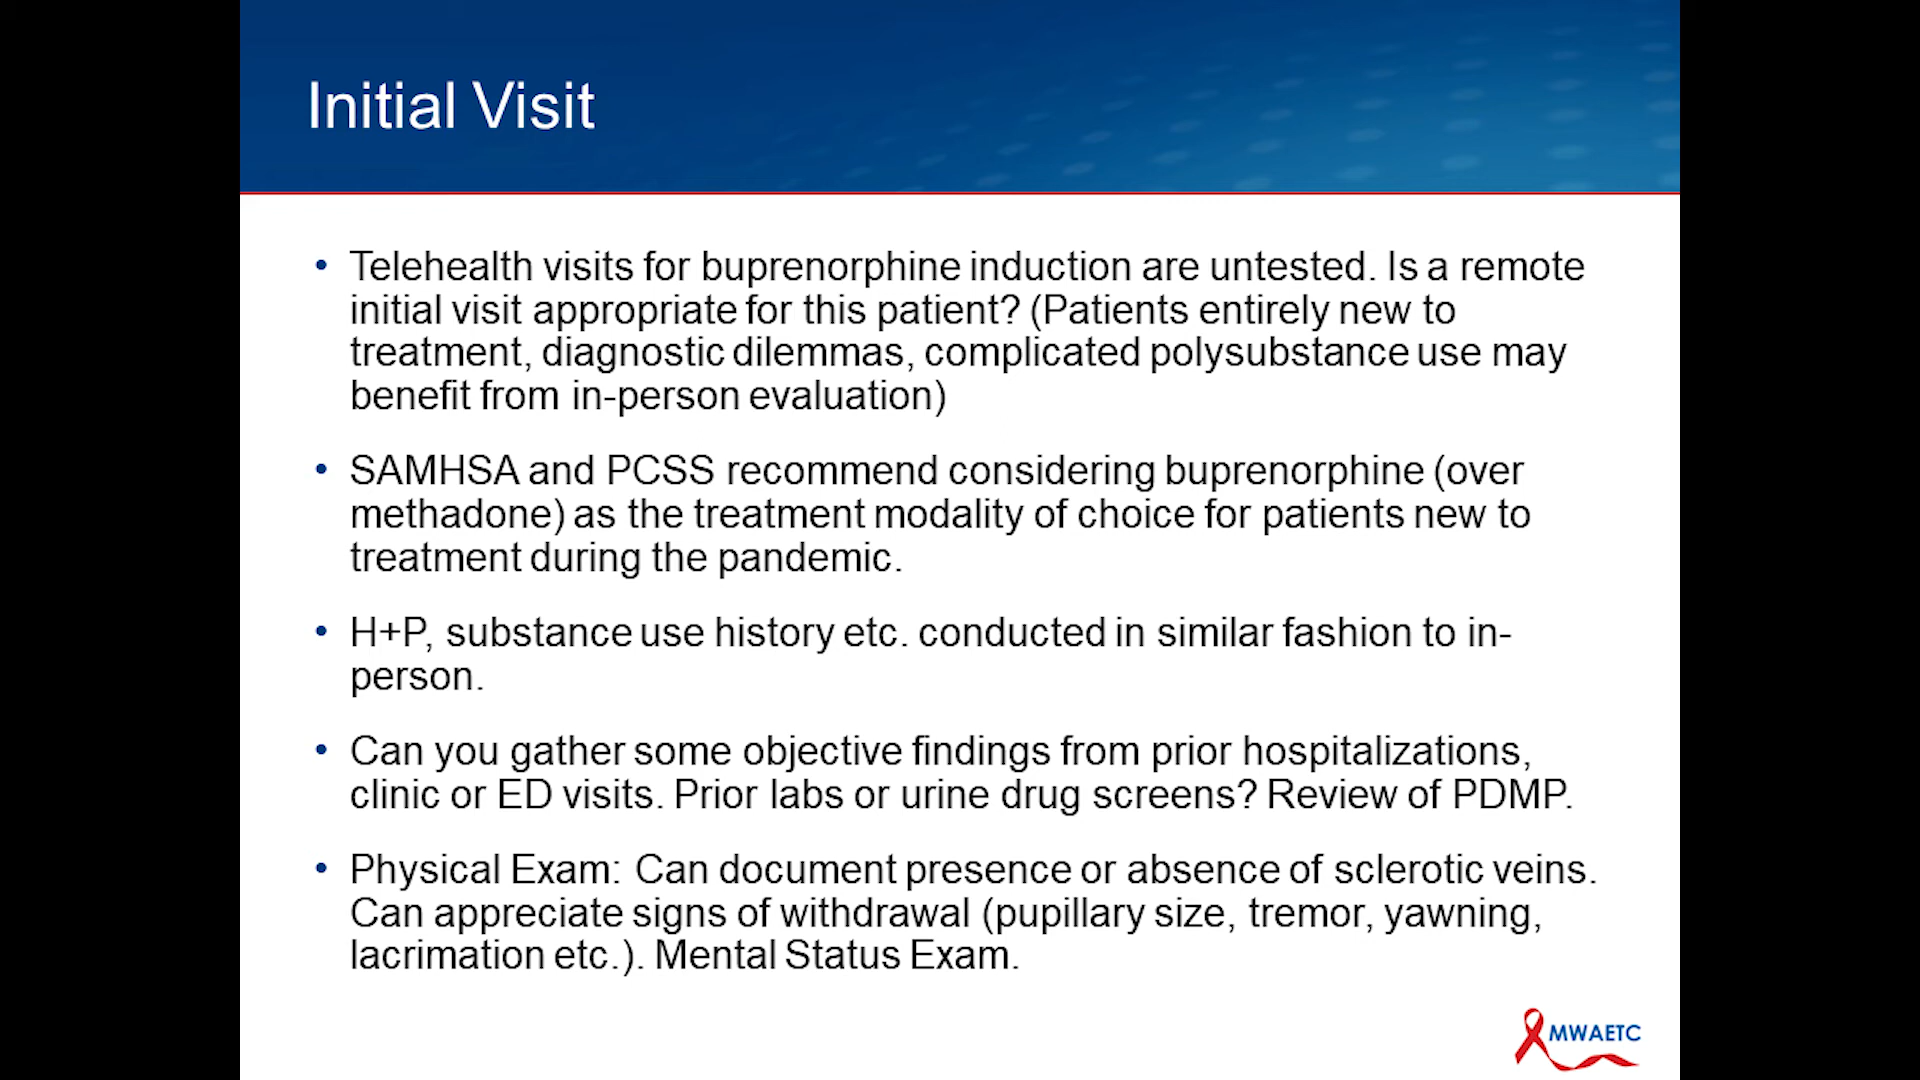 Initial Visit
• Telehealth visits for buprenorphine induction are untested. Is a remote
initial visit appropriate for this patient? (Patients entirely new to
treatment, diagnostic dilemmas, complicated polysubstance use may
benefit from in-person evaluation)
• SAMHSA and PCSS recommend considering buprenorphine (over
methadone) as the treatment modality of choice for patients new to
treatment during the pandemic.
• H+P, substance use history etc. conducted in similar fashion to in-
person.
• Can you gather some objective findings from prior hospitalizations,
clinic or ED visits. Prior labs or urine drug screens? Review of PDMP.
• Physical Exam: Can document presence or absence of sclerotic veins.
Can appreciate signs of withdrawal (pupillary size, tremor, yawning,
lacrimation etc.). Mental Status Exam.
MWAETC